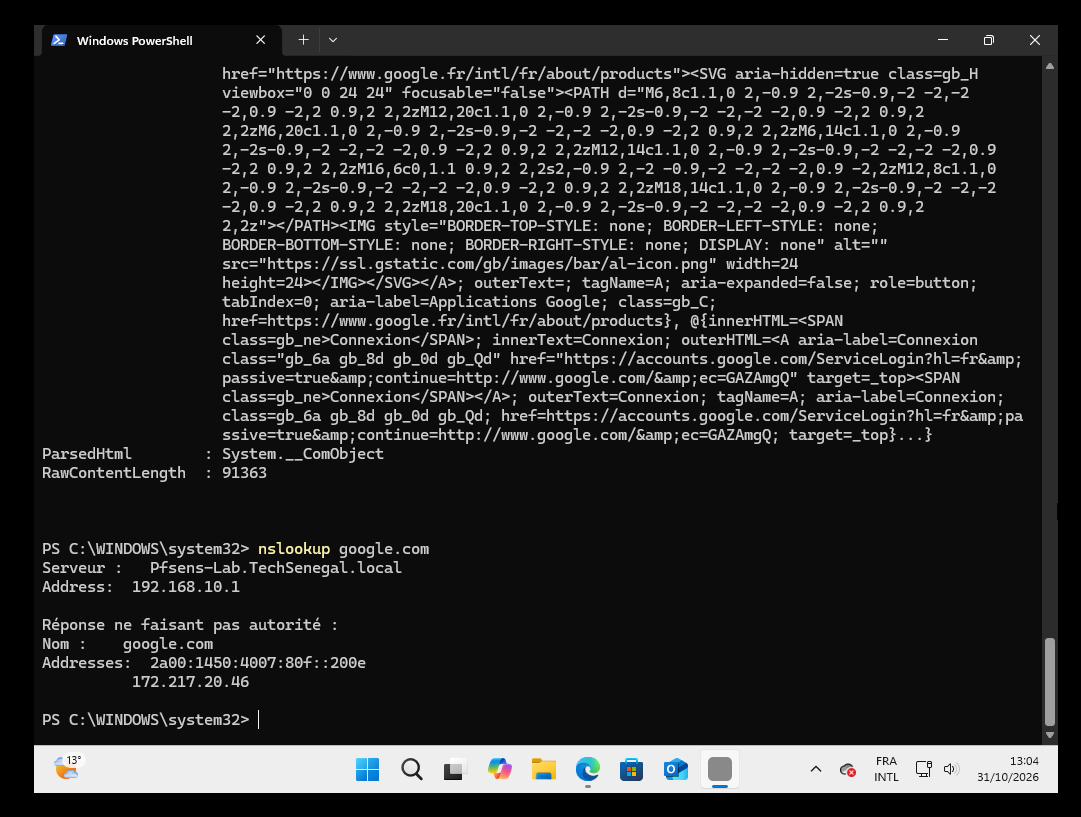 Windows PowerShell
href="https://www.google.fr/intl/fr/about/products"><SVG aria-hidden=true class=gb_H
viewbox="0 0 24 24" focusable="false"><PATH d="M6,8c1.1,0 2,-0.9 2,-2s-0.9,-2 -2,-2
-2,0.9 -2,2 0.9,2 2,2zM12,20c1.1,0 2,-0.9 2,-2s-0.9,-2 -2,-2 -2,0.9 -2,2 0.9,2
2,2zM6,20c1.1,0 2,-0.9 2,-2s-0.9,-2 -2,-2 -2,0.9 -2,2 0.9,2 2,2zM6,14c1.1,0 2,-0.9
2,-2s-0.9,-2 -2,-2 -2,0.9 -2,2 0.9,2 2,2zM12,14c1.1,0 2,-0.9 2,-2s-0.9,-2 -2,-2 -2,0.9
-2,2 0.9,2 2,2zM16,6c0,1.1 0.9,2 2,2s2,-0.9 2,-2 -0.9,-2 -2,-2 -2,0.9 -2,2zM12,8c1.1,0
2,-0.9 2,-2s-0.9,-2 -2,-2 -2,0.9 -2,2 0.9,2 2,2zM18,14c1.1,0 2,-0.9 2,-2s-0.9,-2 -2,-2
-2,0.9 -2,2 0.9,2 2,2zM18,20c1.1,0 2,-0.9 2,-2s-0.9,-2 -2,-2 -2,0.9 -2,2 0.9,2
2,2z"></PATH><IMG style="BORDER-TOP-STYLE: none; BORDER-LEFT-STYLE: none;
BORDER-BOTTOM-STYLE: none; BORDER-RIGHT-STYLE: none; DISPLAY: none" alt=""
src="https://ssl.gstatic.com/gb/images/bar/al-icon.png" width=24
height=24></IMG></SVG></A>; outerText=; tagName=A; aria-expanded=false; role=button;
tabIndex=0; aria-label=Applications Google; class=gb_C;
href=https://www.google.fr/intl/fr/about/products}, @{innerHTML=<SPAN
class=gb_ne>Connexion</SPAN>; innerText=Connexion; outerHTML=<A aria-label=Connexion
class="gb_6a gb_8d gb_0d gb_Qd" href="https://accounts.google.com/ServiceLogin?hl=fr&amp;
passive=true&amp;continue=http://www.google.com/&amp;ec=GAZAmgQ" target=_top><SPAN
class=gb_ne>Connexion</SPAN></A>; outerText=Connexion; tagName=A; aria-label=Connexion;
class=gb_6a gb_8d gb_0d gb_Qd; href=https://accounts.google.com/ServiceLogin?hl=fr&amp;pa
ssive=true&amp;continue=http://www.google.com/&amp;ec=GAZAmgQ; target=_top}...}
ParsedHtml : System.__ComObject
RawContentLength : 91363
PS C:\WINDOWS\system32> nslookup google.com
Serveur : Pfsens-Lab.TechSenegal.local
Address: 192.168.10.1
Réponse ne faisant pas autorité :
Nom : google.com
Addresses: 2a00:1450:4007:80f::200e
172.217.20.46
PS C:\WINDOWS\system32>
13°
FRA
INTL
13:04
31/10/2026